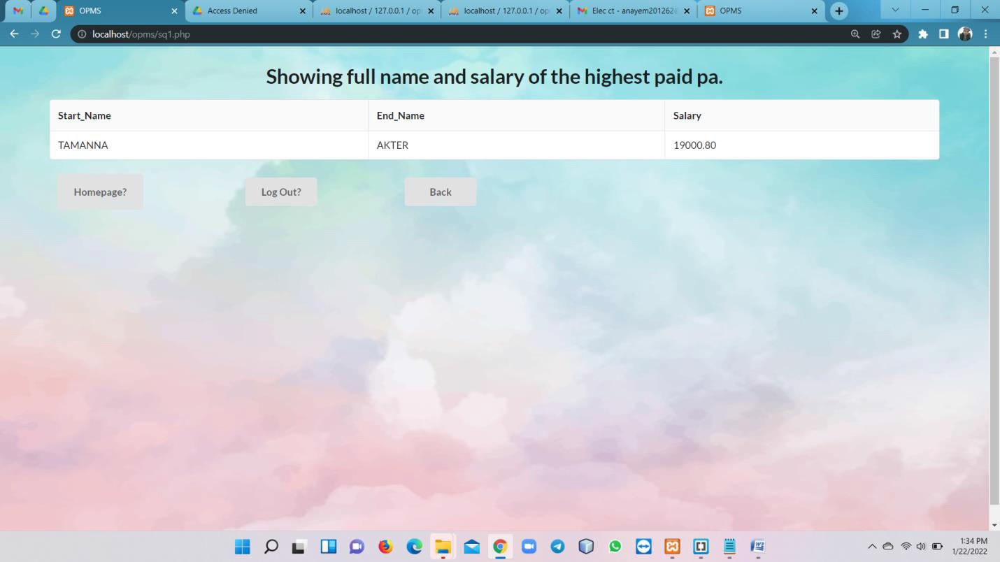 OPMS
Access Denied
localhost / 127.0.0.1 / op
localhost / 127.0.0.1 / op
Elec ct - anayem201262@
OPMS
localhost/opms/sq1.php
Showing full name and salary of the highest paid pa.
Start_Name End_Name Salary
TAMANNA AKTER 19000.80
Homepage? Log Out? Back
1:34 PM
1/22/2022